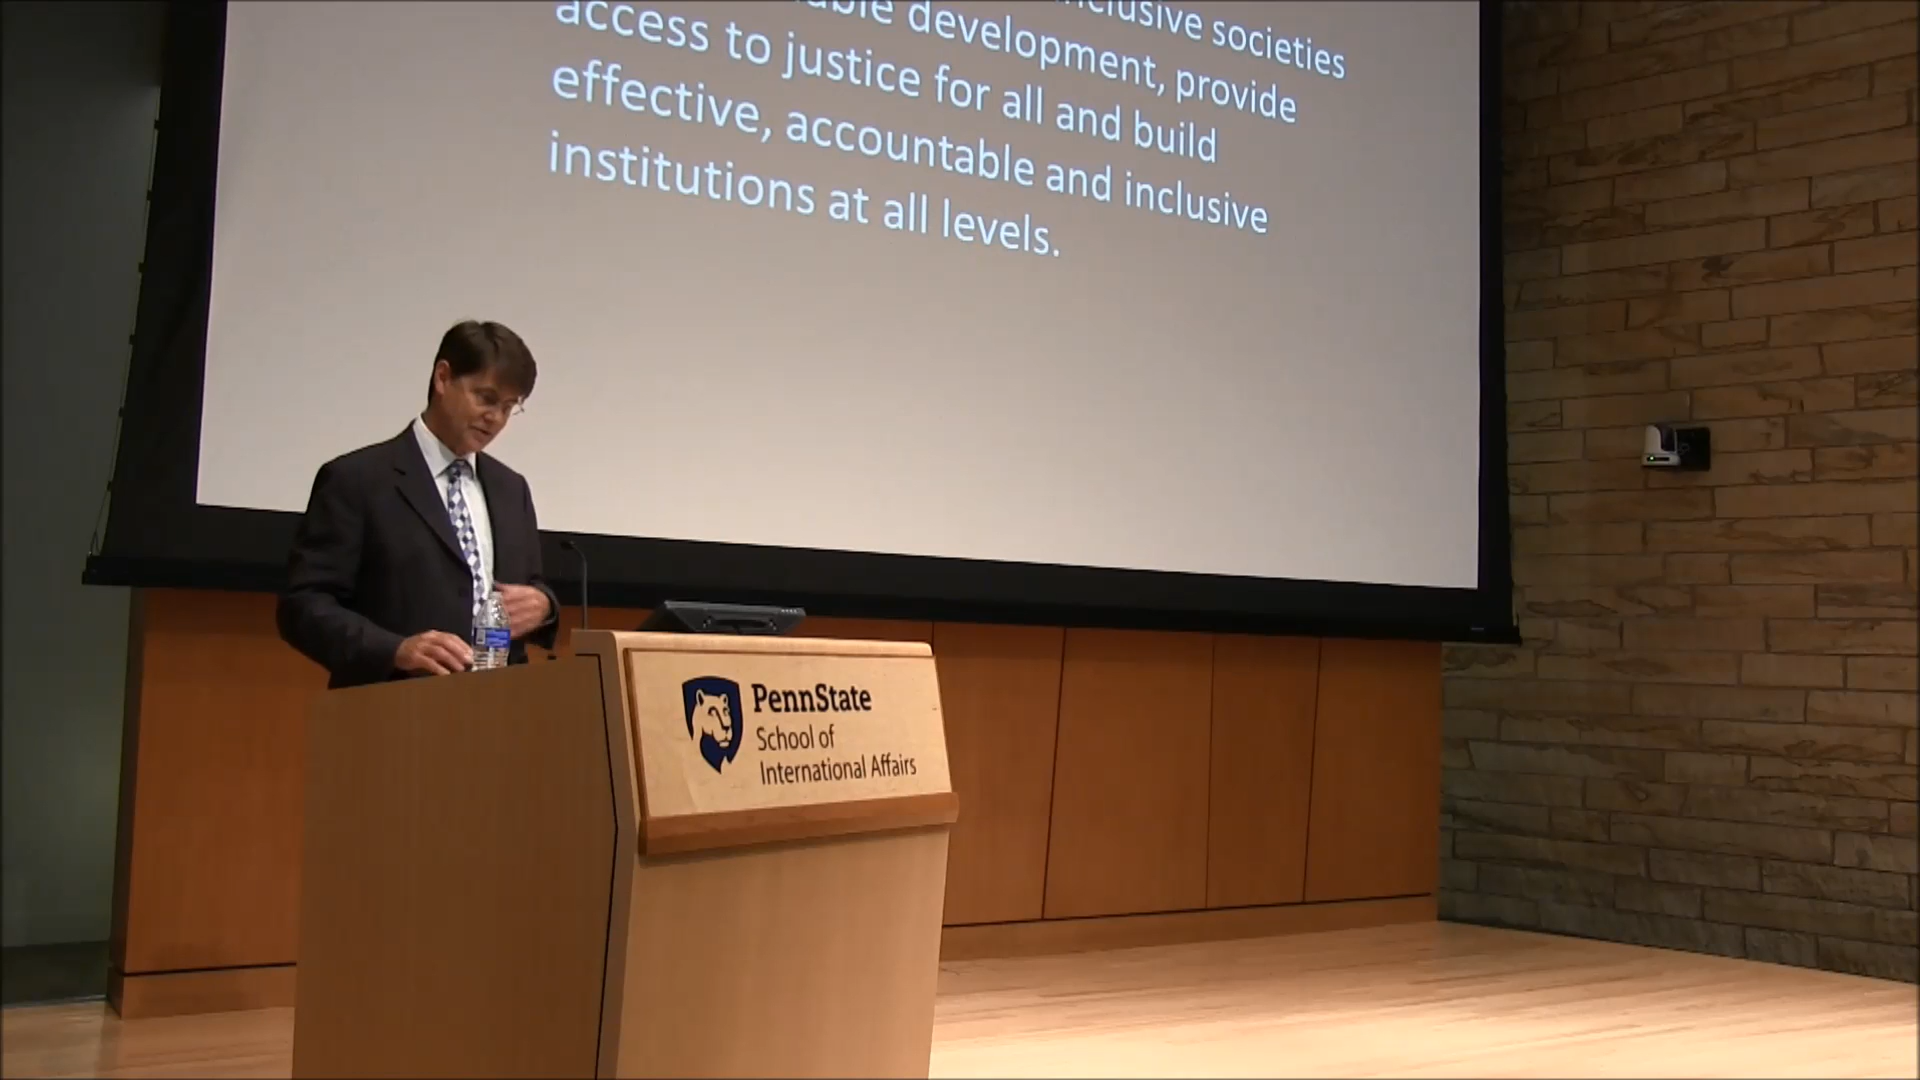 inclusive societies
development, provide
access to justice for all and build
effective, accountable and inclusive
institutions at all levels.
PennState
School of
International Affairs